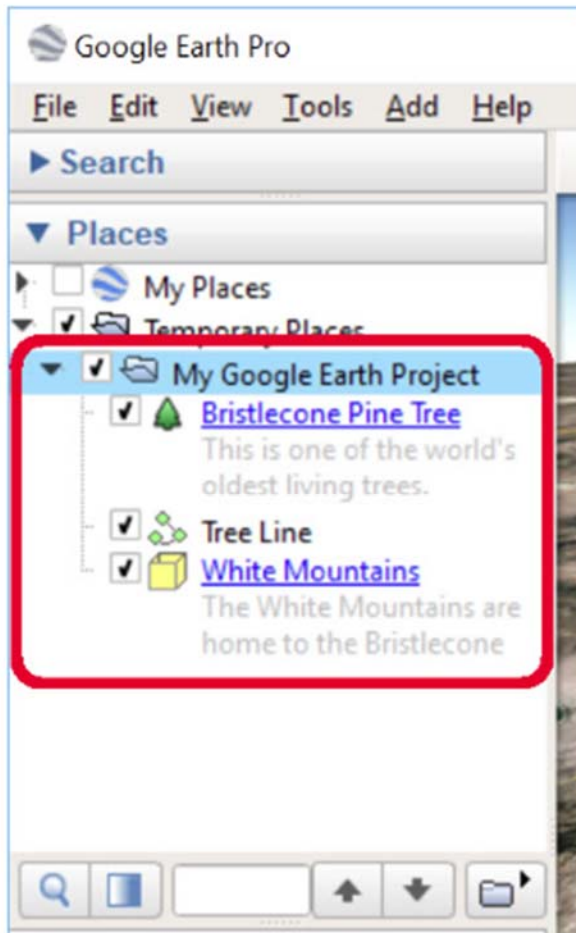 Google Earth Pro
File Edit View Tools Add Help
Search
Places
My Places
Temporary Places
My Google Earth Project
Bristlecone Pine Tree
This is one of the world's
oldest living trees.
Tree Line
White Mountains
The White Mountains are
home to the Bristlecone